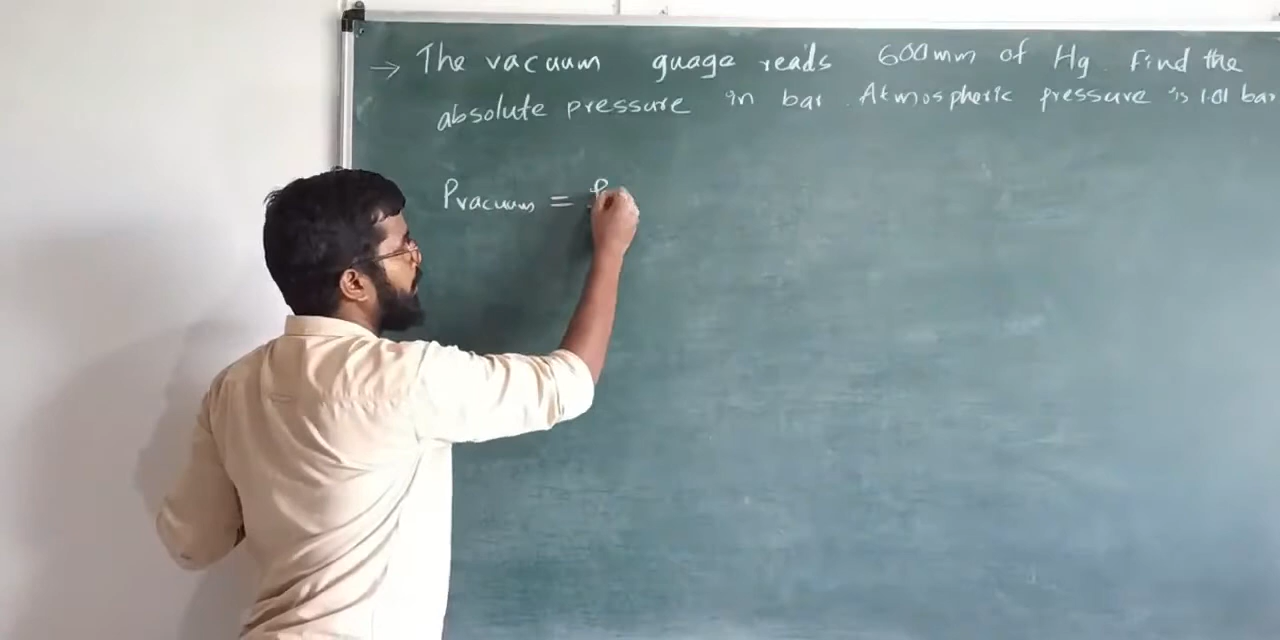 → The vacuum guage reads 600mm of Hg. Find the
absolute pressure in bar. Atmospheric pressure is 1.01 bar
Pvacuum = P